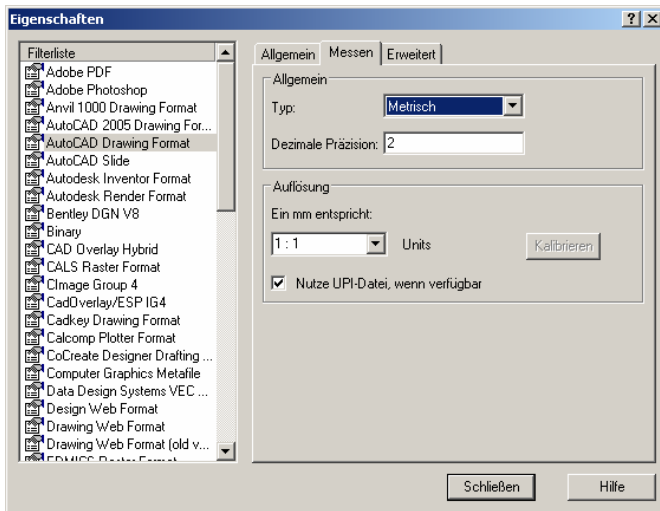 Eigenschaften
Filterliste
Adobe PDF
Adobe Photoshop
Anvil 1000 Drawing Format
AutoCAD 2005 Drawing For...
AutoCAD Drawing Format
AutoCAD Slide
Autodesk Inventor Format
Autodesk Render Format
Bentley DGN V8
Binary
CAD Overlay Hybrid
CALS Raster Format
CImage Group 4
CadOverlay/ESP IG4
Cadkey Drawing Format
Calcomp Plotter Format
CoCreate Designer Drafting ...
Computer Graphics Metafile
Data Design Systems VEC ...
Design Web Format
Drawing Web Format
Drawing Web Format (old v...
EDMICS Raster Format
Allgemein Messen Erweitert
Allgemein
Typ: Metrisch
Dezimale Präzision: 2
Auflösung
Ein mm entspricht:
1 : 1 Units Kalibrieren
Nutze UPI-Datei, wenn verfügbar
Schließen Hilfe